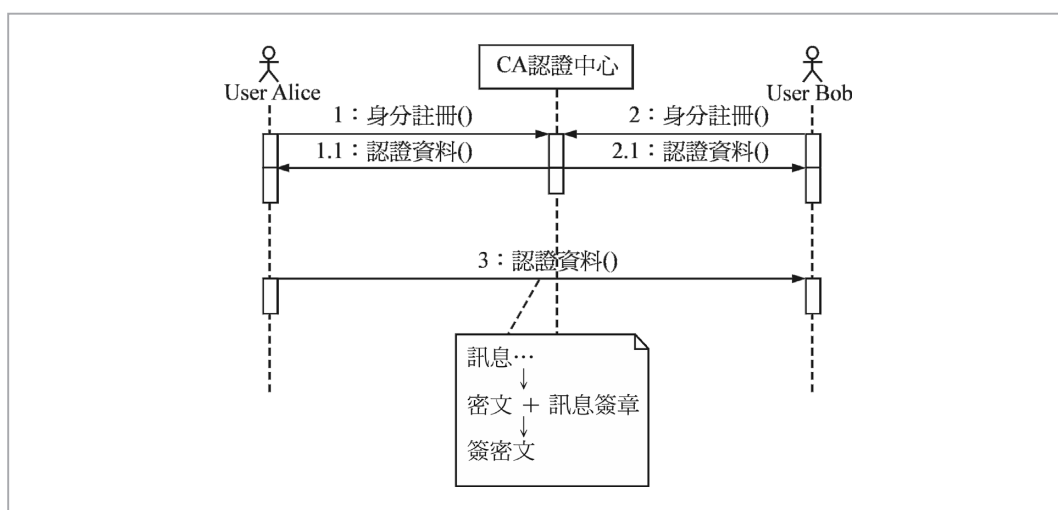 CA認證中心
User Alice
User Bob
1：身分註冊()
2：身分註冊()
1.1：認證資料()
2.1：認證資料()
3：認證資料()
訊息…
↓
密文 + 訊息簽章
↓
簽密文